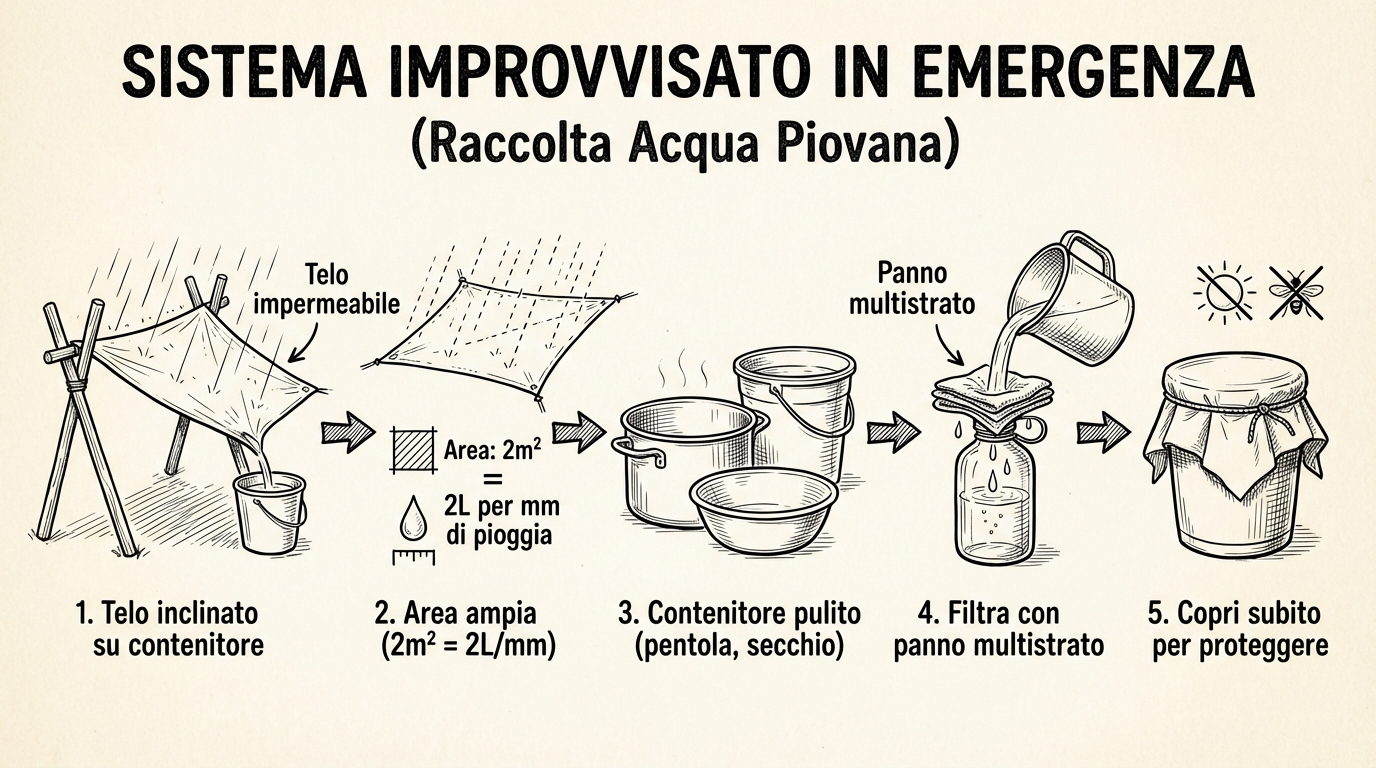 SISTEMA IMPROVVISATO IN EMERGENZA
(Raccolta Acqua Piovana)
Telo
impermeabile
Area: 2m²
=
2L per mm
di pioggia
Panno
multistrato
1. Telo inclinato
su contenitore
2. Area ampia
(2m² = 2L/mm)
3. Contenitore pulito
(pentola, secchio)
4. Filtra con
panno multistrato
5. Copri subito
per proteggere